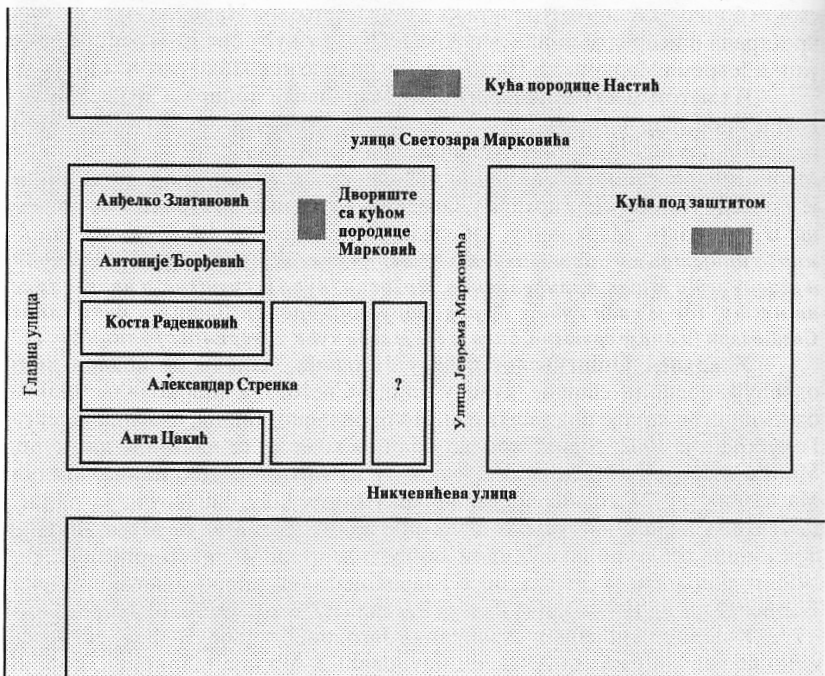 Кућа породице Настић
улица Светозара Марковића
Анђелко Златановић
Двориште
са кућом
породице
Марковић
Кућа под заштитом
Антоније Ђорђевић
Коста Раденковић
Александар Стренка
?
Анта Цакић
Главна улица
Улица Јеврема Марковића
Никчевићева улица